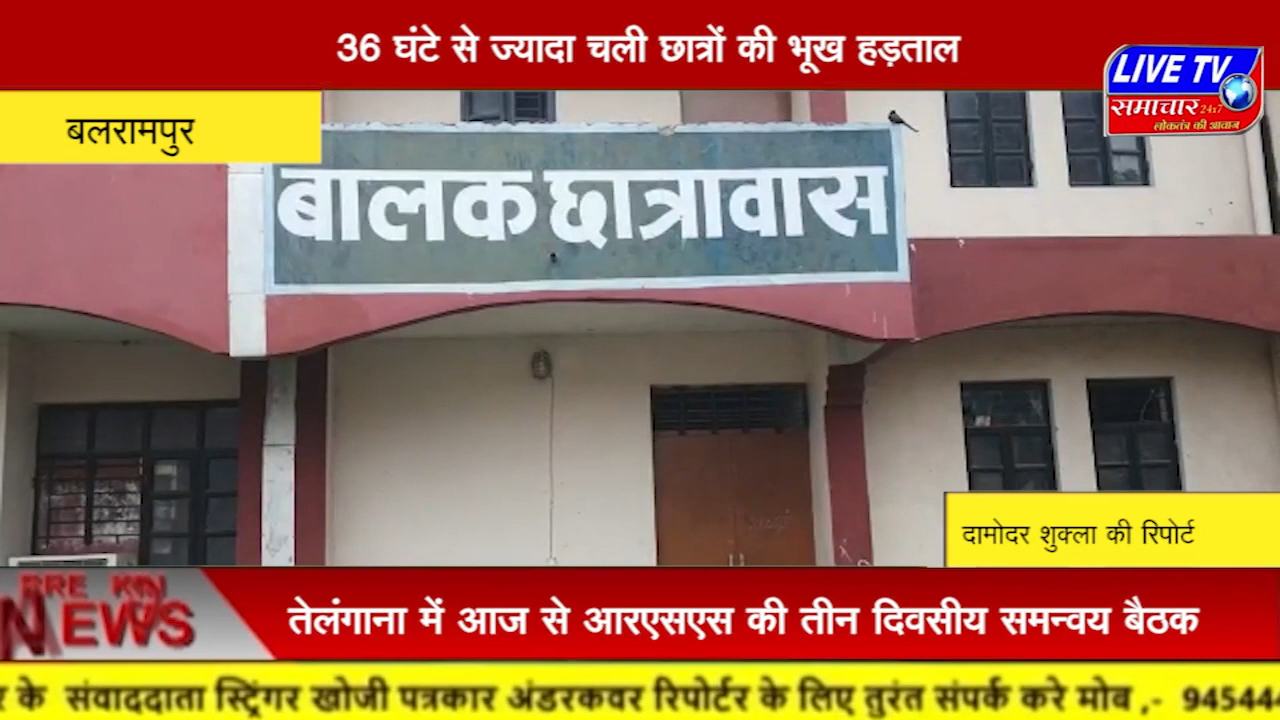 36 घंटे से ज्यादा चली छात्रों की भूख हड़ताल
LIVE TV
समाचार 24x7
लोकतंत्र की आवाज
बलरामपुर
बालक छात्रावास
दामोदर शुक्ला की रिपोर्ट
NEWS
तेलंगाना में आज से आरएसएस की तीन दिवसीय समन्वय बैठक
के संवाददाता स्ट्रिंगर खोजी पत्रकार अंडरकवर रिपोर्टर के लिए तुरंत संपर्क करे मोब ,- 94544